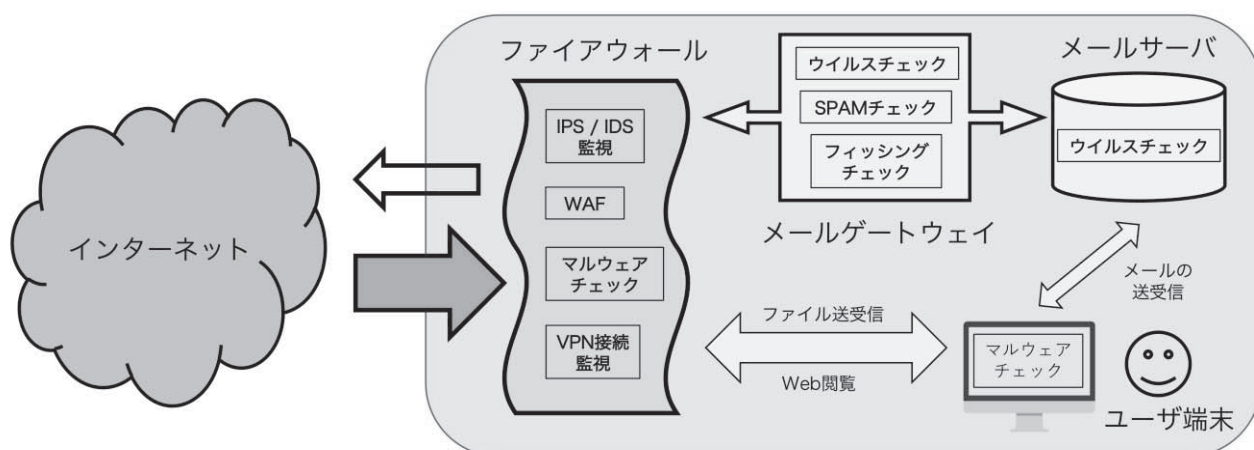 インターネット
ファイアウォール
IPS / IDS
監視
WAF
マルウェア
チェック
VPN接続
監視
ウイルスチェック
SPAMチェック
フィッシング
チェック
メールゲートウェイ
メールサーバ
ウイルスチェック
メールの
送受信
ファイル送受信
Web閲覧
マルウェア
チェック
ユーザ端末